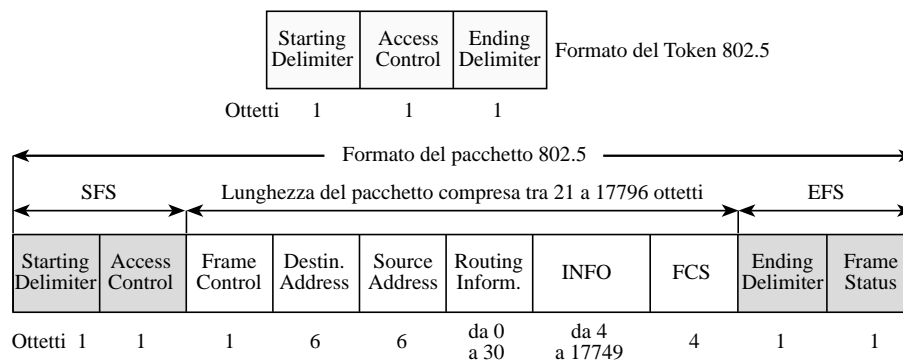 Starting Delimiter
Access Control
Ending Delimiter
Formato del Token 802.5
Ottetti 1 1 1
Formato del pacchetto 802.5
SFS
Lunghezza del pacchetto compresa tra 21 a 17796 ottetti
EFS
Starting Delimiter
Access Control
Frame Control
Destin. Address
Source Address
Routing Inform.
INFO
FCS
Ending Delimiter
Frame Status
Ottetti 1 1 1 6 6 da 0 a 30 da 4 a 17749 4 1 1